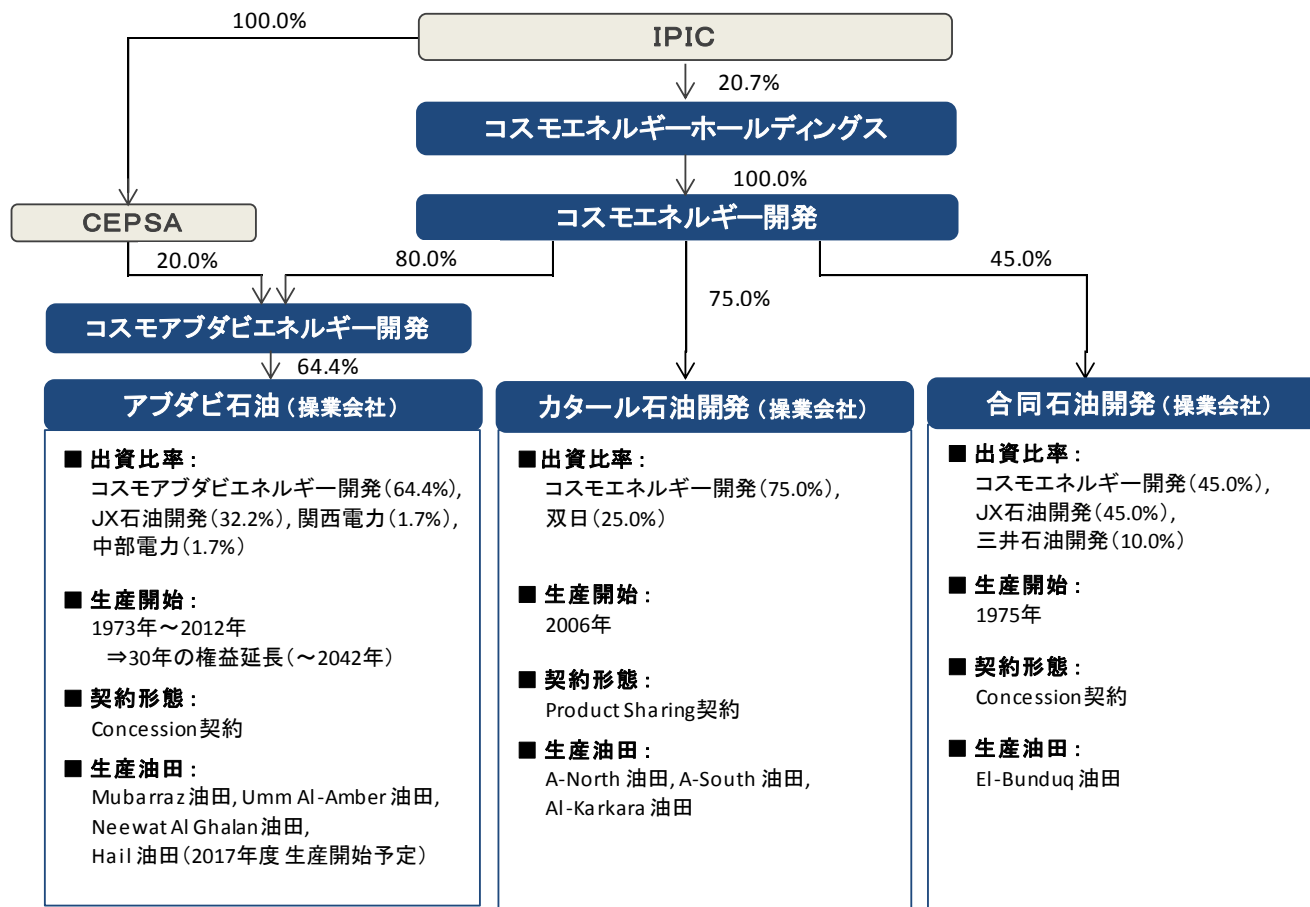 100.0%
IPIC
20.7%
コスモエネルギーホールディングス
100.0%
CEPSA
コスモエネルギー開発
20.0%
80.0%
45.0%
75.0%
コスモアブダビエネルギー開発
64.4%
アブダビ石油（操業会社）
■ 出資比率：
コスモアブダビエネルギー開発（64.4%），
JX石油開発（32.2%），関西電力（1.7%），
中部電力（1.7%）
■ 生産開始：
1973年～2012年
⇒30年の権益延長（～2042年）
■ 契約形態：
Concession契約
■ 生産油田：
Mubarraz 油田, Umm Al-Amber 油田,
Neewat Al Ghalan 油田,
Hail 油田（2017年度 生産開始予定）
カタール石油開発（操業会社）
■ 出資比率：
コスモエネルギー開発（75.0%），
双日（25.0%）
■ 生産開始：
2006年
■ 契約形態：
Product Sharing契約
■ 生産油田：
A-North 油田, A-South 油田,
Al-Karkara 油田
合同石油開発（操業会社）
■ 出資比率：
コスモエネルギー開発（45.0%），
JX石油開発（45.0%），
三井石油開発（10.0%）
■ 生産開始：
1975年
■ 契約形態：
Concession契約
■ 生産油田：
El-Bunduq 油田